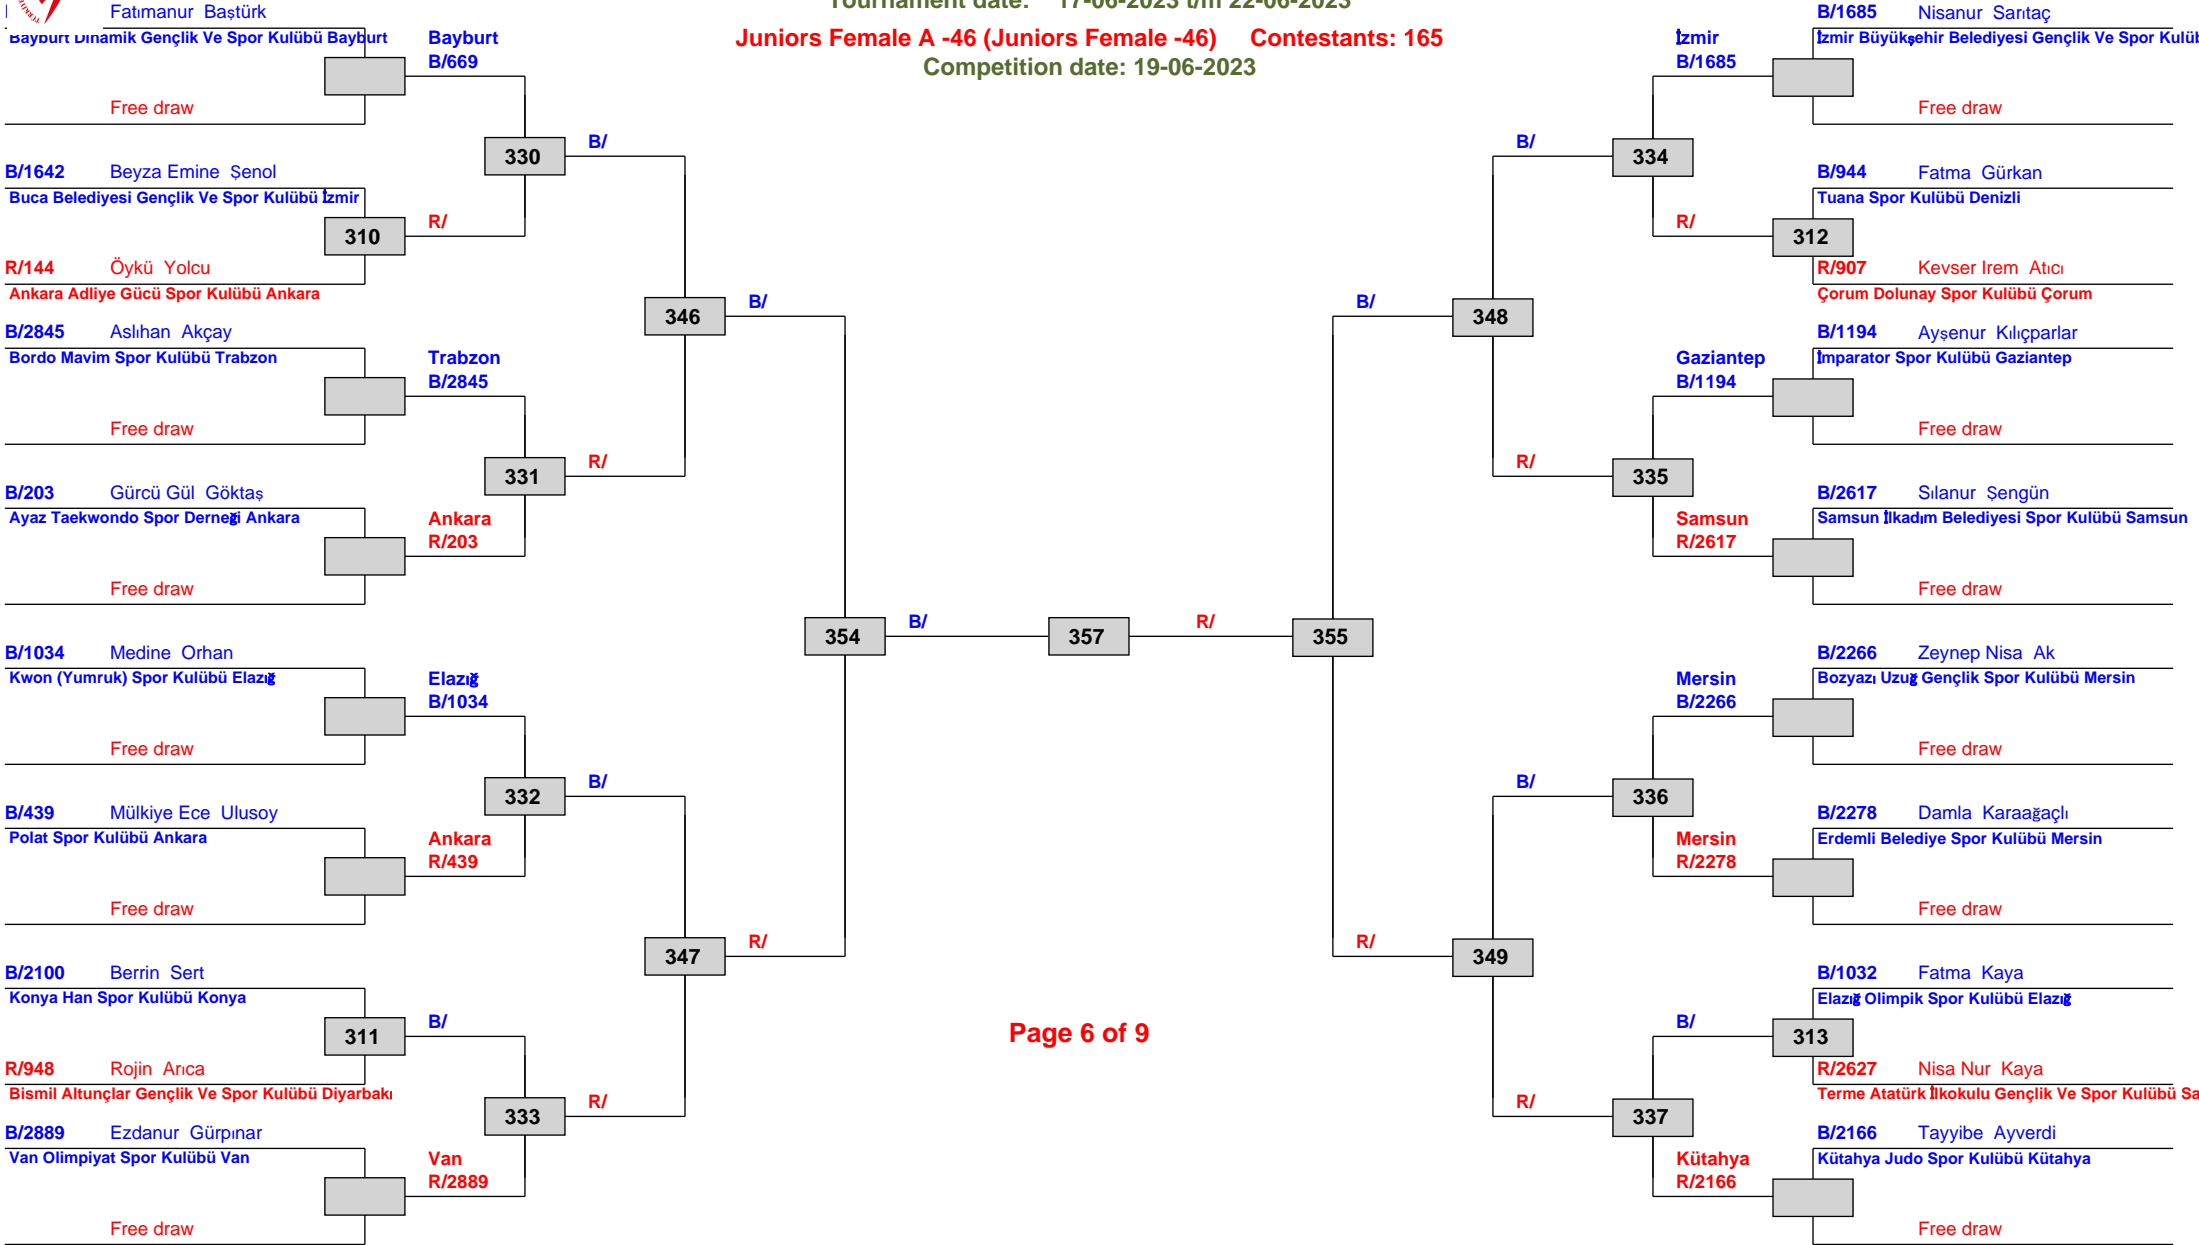 Tournament date: 17-06-2023 t/m 22-06-2023
Juniors Female A -46 (Juniors Female -46) Contestants: 165
Competition date: 19-06-2023
Fatımanur Baştürk
Bayburt Dinamik Gençlik Ve Spor Kulübü Bayburt
Free draw
Bayburt
B/669
B/1642 Beyza Emine Şenol
Buca Belediyesi Gençlik Ve Spor Kulübü İzmir
310
R/144 Öykü Yolcu
Ankara Adliye Gücü Spor Kulübü Ankara
R/
330
B/
B/2845 Aslıhan Akçay
Bordo Mavim Spor Kulübü Trabzon
Free draw
Trabzon
B/2845
B/203 Gürcü Gül Göktaş
Ayaz Taekwondo Spor Derneği Ankara
Free draw
Ankara
R/203
331
R/
346
B/
B/1034 Medine Orhan
Kwon (Yumruk) Spor Kulübü Elazığ
Free draw
Elazığ
B/1034
B/439 Mülkiye Ece Ulusoy
Polat Spor Kulübü Ankara
Free draw
Ankara
R/439
332
B/
B/2100 Berrin Sert
Konya Han Spor Kulübü Konya
311
R/948 Rojin Arıca
Bismil Altunçlar Gençlik Ve Spor Kulübü Diyarbakı
B/
B/2889 Ezdanur Gürpınar
Van Olimpiyat Spor Kulübü Van
Free draw
Van
R/2889
333
R/
347
R/
354
B/
357
R/
355
B/
R/
348
B/
R/
334
İzmir
B/1685
R/
B/1685 Nisanur Sarıtaç
İzmir Büyükşehir Belediyesi Gençlik Ve Spor Kulüb
Free draw
B/944 Fatma Gürkan
Tuana Spor Kulübü Denizli
312
R/907 Kevser Irem Atıcı
Çorum Dolunay Spor Kulübü Çorum
335
Gaziantep
B/1194
B/1194 Ayşenur Kılıçparlar
İmparator Spor Kulübü Gaziantep
Free draw
Samsun
R/2617
B/2617 Sılanur Şengün
Samsun İlkadım Belediyesi Spor Kulübü Samsun
Free draw
349
B/
R/
336
Mersin
B/2266
B/2266 Zeynep Nisa Ak
Bozyazı Uzuğ Gençlik Spor Kulübü Mersin
Free draw
Mersin
R/2278
B/2278 Damla Karaağaçlı
Erdemli Belediye Spor Kulübü Mersin
Free draw
337
B/
B/1032 Fatma Kaya
Elazığ Olimpik Spor Kulübü Elazığ
313
R/2627 Nisa Nur Kaya
Terme Atatürk İlkokulu Gençlik Ve Spor Kulübü Sa
Kütahya
R/2166
B/2166 Tayyibe Ayverdi
Kütahya Judo Spor Kulübü Kütahya
Free draw
Page 6 of 9